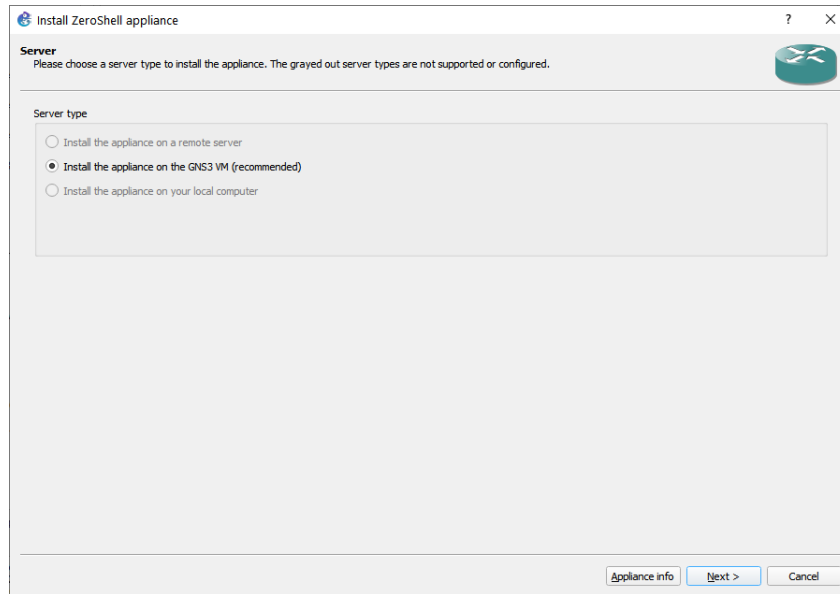 Install ZeroShell appliance
?
Server
Please choose a server type to install the appliance. The grayed out server types are not supported or configured.
Server type
Install the appliance on a remote server
Install the appliance on the GNS3 VM (recommended)
Install the appliance on your local computer
Appliance info
Next >
Cancel